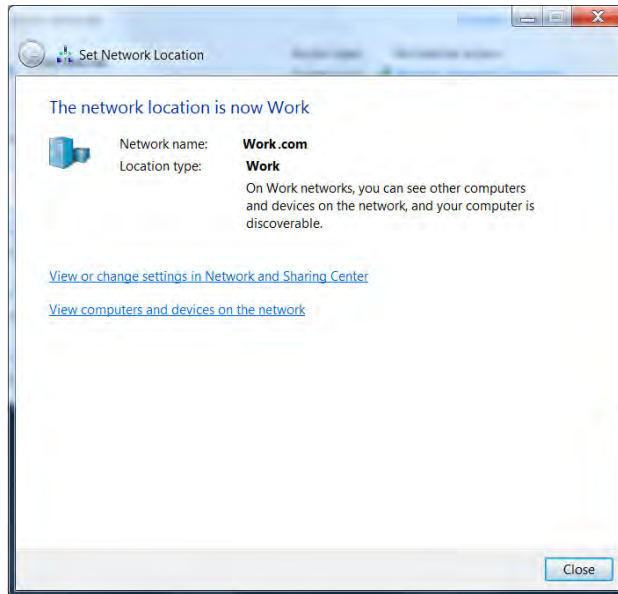 Set Network Location
The network location is now Work
Network name: Work.com
Location type: Work
On Work networks, you can see other computers
and devices on the network, and your computer is
discoverable.
View or change settings in Network and Sharing Center
View computers and devices on the network
Close